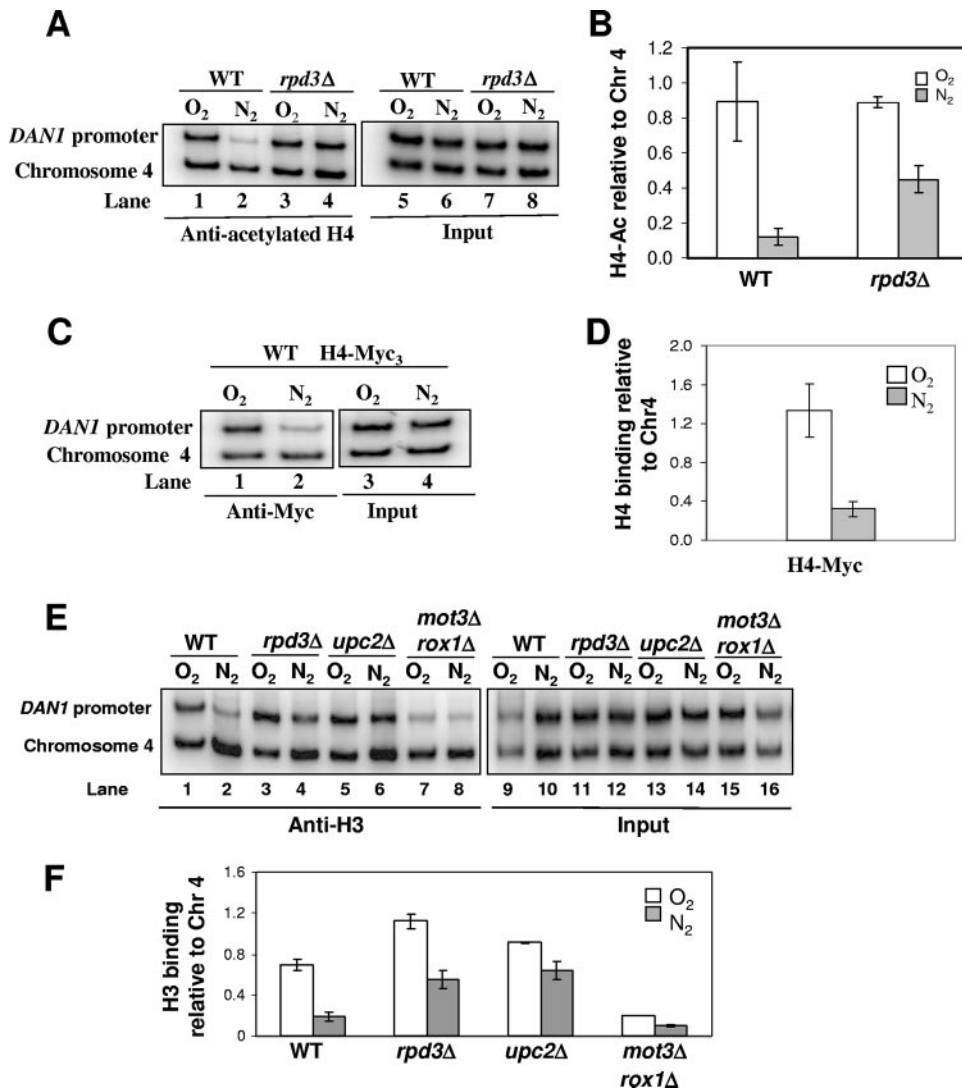 A
WT rpd3Δ
O2 N2 O2 N2
WT rpd3Δ
O2 N2 O2 N2
DAN1 promoter
Chromosome 4
Lane 1 2 3 4 5 6 7 8
Anti-acetylated H4 Input
B
H4-Ac relative to Chr 4
1.2
1.0
0.8
0.6
0.4
0.2
0
O2
N2
WT rpd3Δ
C
WT H4-Myc3
O2 N2 O2 N2
DAN1 promoter
Chromosome 4
Lane 1 2 3 4
Anti-Myc Input
D
H4 binding relative
to Chr4
2.0
1.6
1.2
0.8
0.4
0.0
O2
N2
H4-Myc
E
WT rpd3Δ upc2Δ mot3Δ
rox1Δ
O2 N2 O2 N2 O2 N2 O2 N2
WT rpd3Δ upc2Δ mot3Δ
rox1Δ
O2 N2 O2 N2 O2 N2 O2 N2
DAN1 promoter
Chromosome 4
Lane 1 2 3 4 5 6 7 8 9 10 11 12 13 14 15 16
Anti-H3 Input
F
H3 binding
relative to Chr 4
1.6
1.2
0.8
0.4
0
O2
N2
WT rpd3Δ upc2Δ mot3Δ
rox1Δ